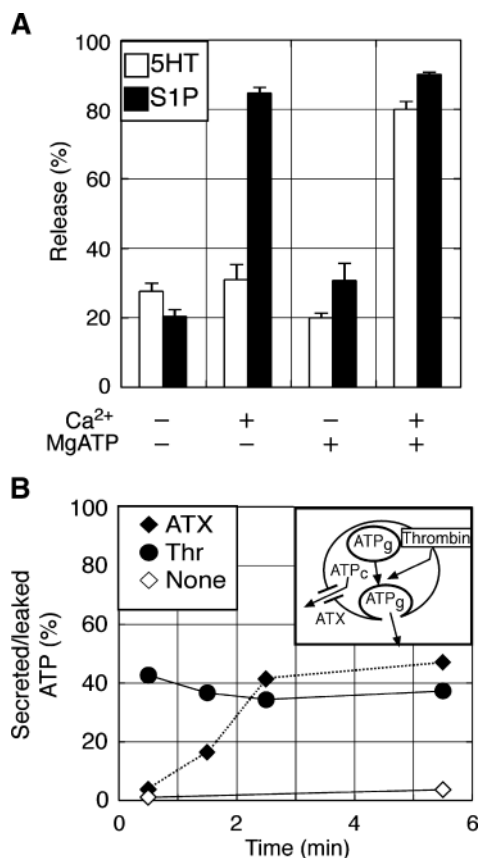 A
100
80
60
40
20
0
Release (%)
5HT
S1P
Ca²⁺ − + − +
MgATP − − + +
B
100
80
60
40
20
0
Secreted/leaked
ATP (%)
ATX
Thr
None
ATPg
Thrombin
ATPc
ATPg
ATX
0 2 4 6
Time (min)